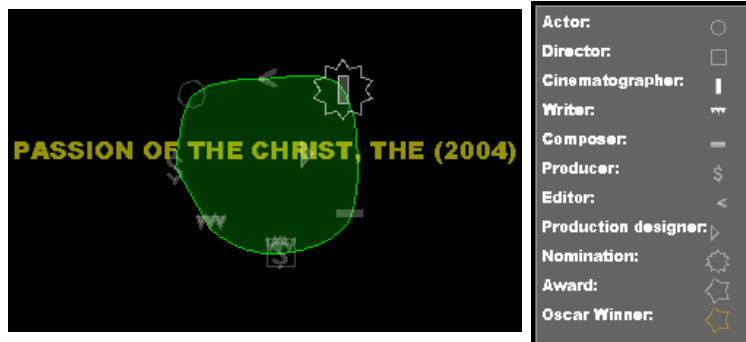 PASSION OF THE CHRIST, THE (2004)
Actor:
Director:
Cinematographer:
Writer:
Composer:
Producer:
Editor:
Production designer:
Nomination:
Award:
Oscar Winner: